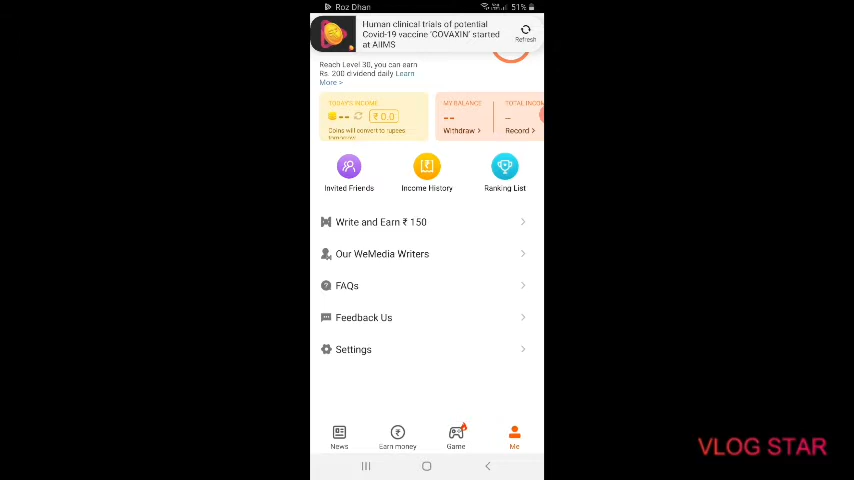 Roz Dhan
51%
Human clinical trials of potential
Covid-19 vaccine 'COVAXIN' started
at AIIMS
Refresh
Reach Level 30, you can earn
Rs. 200 dividend daily Learn
More >
TODAY'S INCOME
-- ₹ 0.0
Coins will convert to rupees
tomorrow
MY BALANCE
--
Withdraw >
TOTAL INCOM
--
Record >
Invited Friends
Income History
Ranking List
Write and Earn ₹ 150
Our WeMedia Writers
FAQs
Feedback Us
Settings
News
Earn money
Game
Me
VLOG STAR